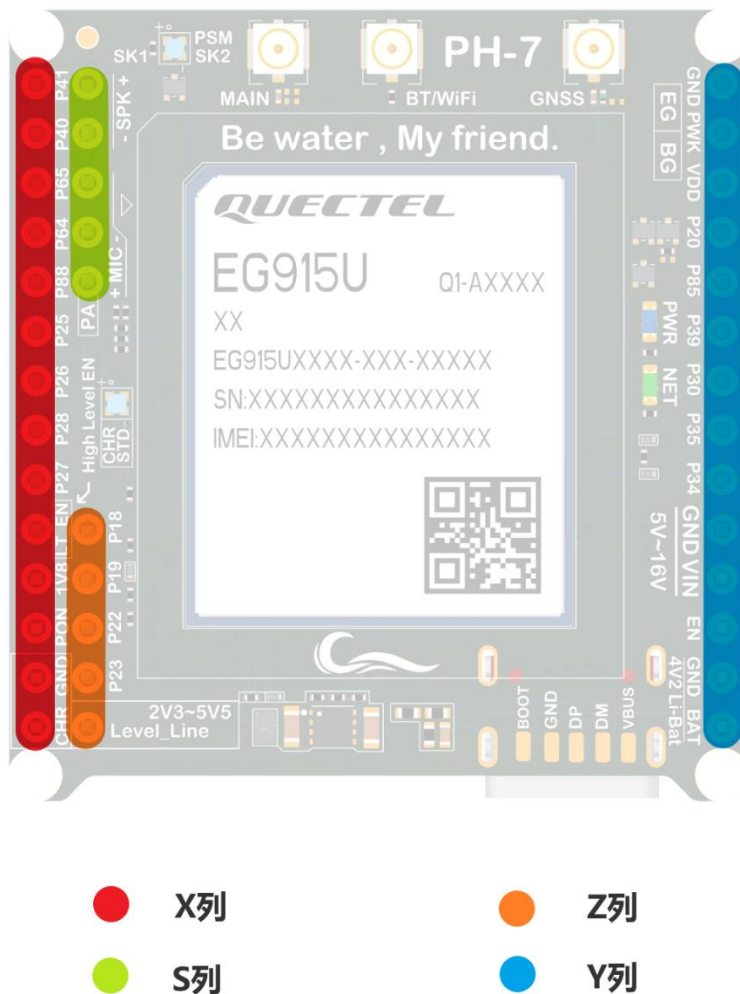 PSM
SK1
SK2
PH-7
MAIN
BT/WiFi
GNSS
Be water , My friend.
- SPK +
+ MIC -
PA
High Level EN
CHR
STD
P41
P40
P65
P64
P88
P25
P26
P28
P27
LT EN
1V8
PON
GND
CHR
P18
P19
P22
P23
2V3~5V5
Level_Line
QUECTEL
EG915U
Q1-AXXXX
XX
EG915UXXXX-XXX-XXXXX
SN:XXXXXXXXXXXXXXX
IMEI:XXXXXXXXXXXXXXX
EG
BG
PWR
NET
5V~16V
4V2 Li-Bat
GND
PWK
VDD
P20
P85
P39
P30
P35
P34
GND
VIN
EN
GND
BAT
BOOT
GND
DP
DM
VBUS
X列
Z列
S列
Y列